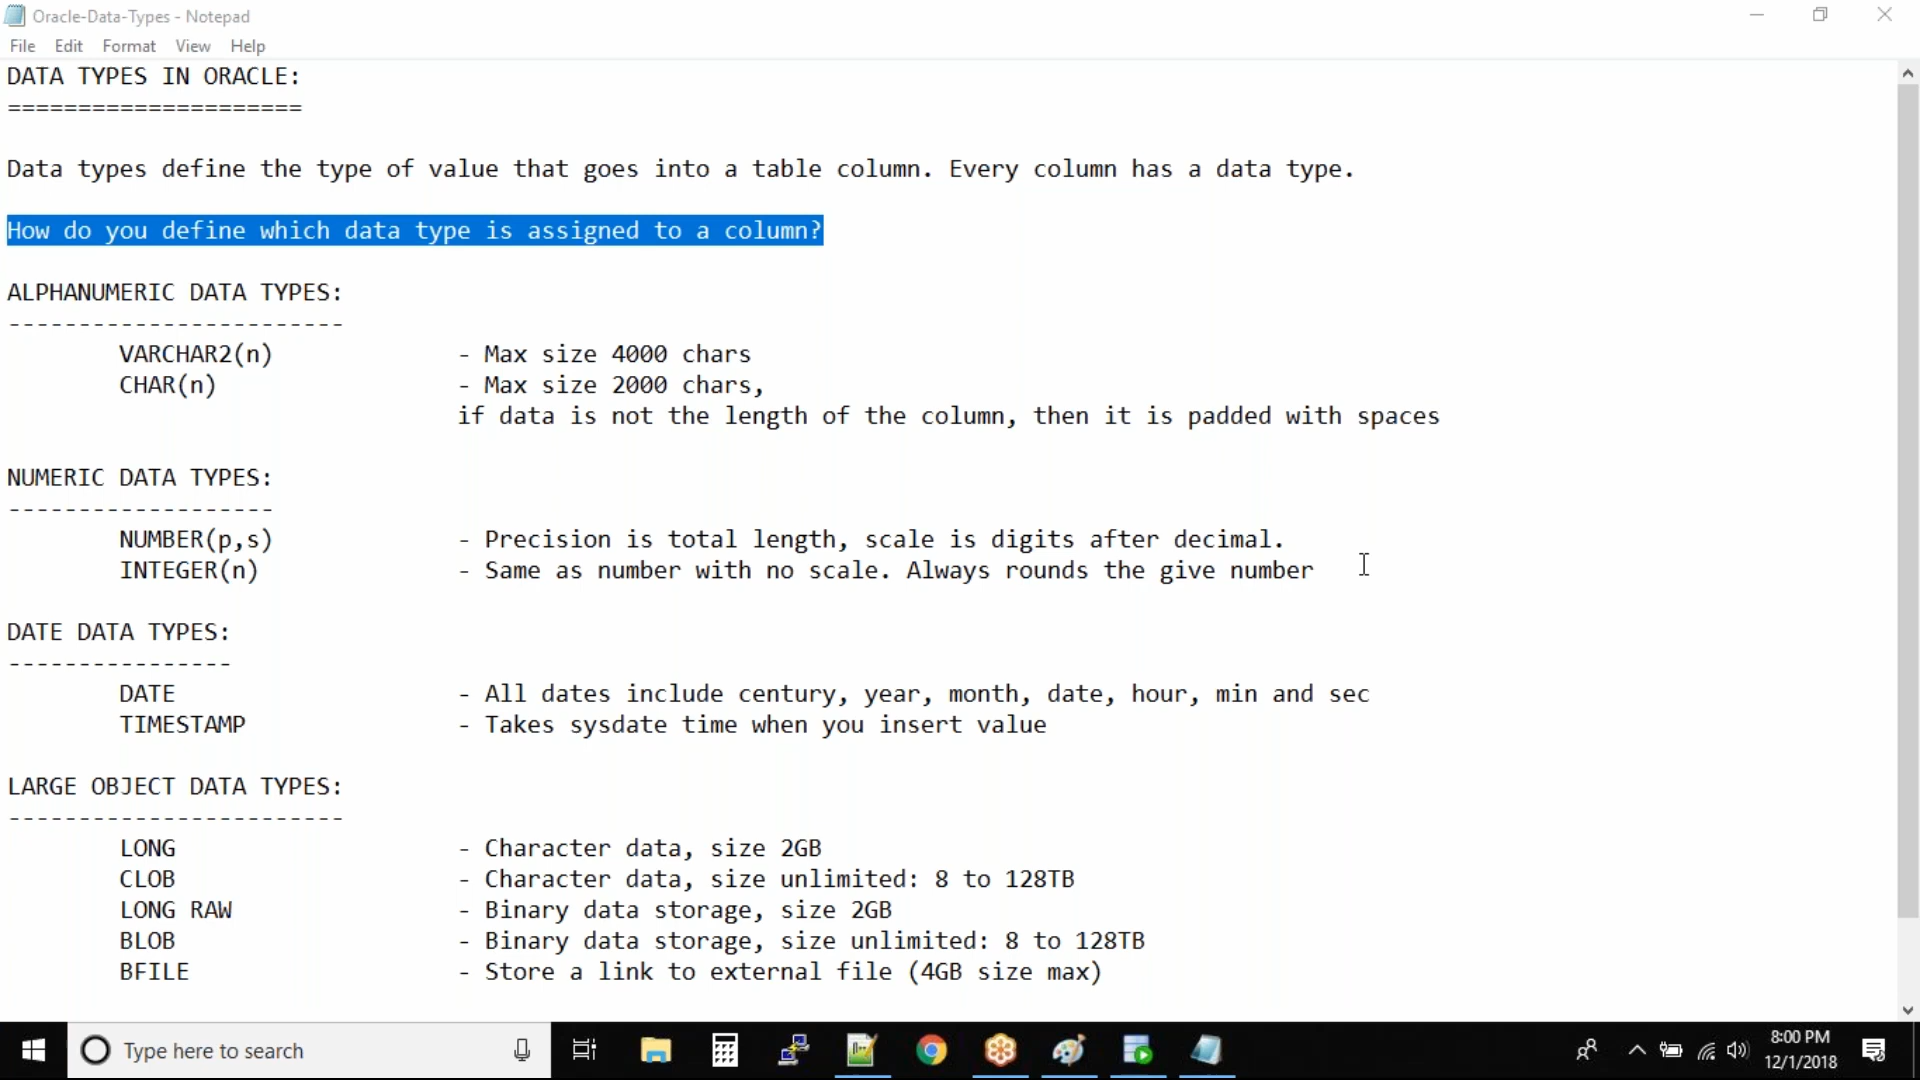 Oracle-Data-Types - Notepad
File Edit Format View Help
DATA TYPES IN ORACLE:
=====================
Data types define the type of value that goes into a table column. Every column has a data type.
How do you define which data type is assigned to a column?
ALPHANUMERIC DATA TYPES:
------------------------
VARCHAR2(n) - Max size 4000 chars
CHAR(n) - Max size 2000 chars,
if data is not the length of the column, then it is padded with spaces
NUMERIC DATA TYPES:
-------------------
NUMBER(p,s) - Precision is total length, scale is digits after decimal.
INTEGER(n) - Same as number with no scale. Always rounds the give number
DATE DATA TYPES:
----------------
DATE - All dates include century, year, month, date, hour, min and sec
TIMESTAMP - Takes sysdate time when you insert value
LARGE OBJECT DATA TYPES:
------------------------
LONG - Character data, size 2GB
CLOB - Character data, size unlimited: 8 to 128TB
LONG RAW - Binary data storage, size 2GB
BLOB - Binary data storage, size unlimited: 8 to 128TB
BFILE - Store a link to external file (4GB size max)
Type here to search
8:00 PM
12/1/2018